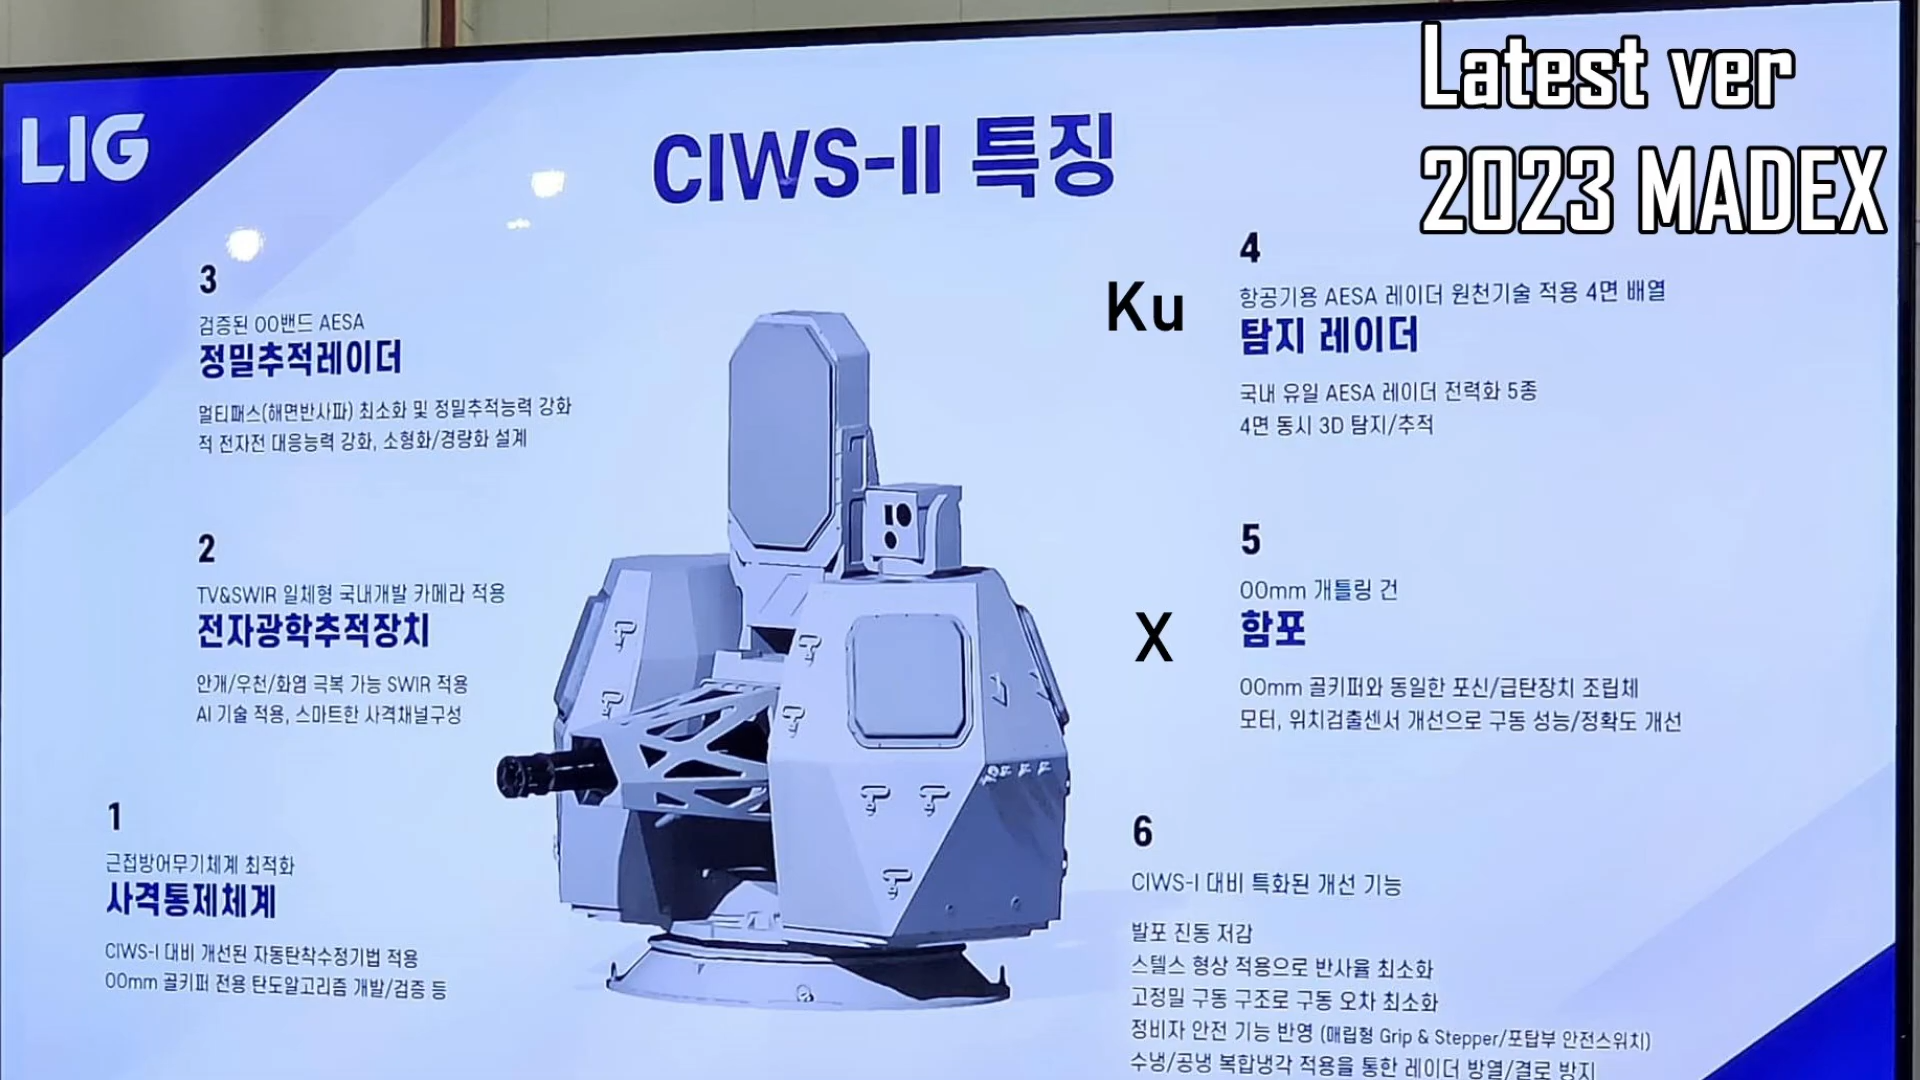 LIG
CIWS-II 특징
Latest ver
2023 MADEX
3
검증된 OO밴드 AESA
정밀추적레이더
멀티패스(해면반사파) 최소화 및 정밀추적능력 강화
적 전자전 대응능력 강화, 소형화/경량화 설계
2
TV&SWIR 일체형 국내개발 카메라 적용
전자광학추적장치
안개/우천/화염 극복 가능 SWIR 적용
AI 기술 적용, 스마트한 사격채널구성
1
근접방어무기체계 최적화
사격통제체계
CIWS-I 대비 개선된 자동탄착수정기법 적용
OOmm 골키퍼 전용 탄도알고리즘 개발/검증 등
Ku
4
항공기용 AESA 레이더 원천기술 적용 4면 배열
탐지 레이더
국내 유일 AESA 레이더 전력화 5종
4면 동시 3D 탐지/추적
X
5
OOmm 개틀링 건
함포
OOmm 골키퍼와 동일한 포신/급탄장치 조립체
모터, 위치검출센서 개선으로 구동 성능/정확도 개선
6
CIWS-I 대비 특화된 개선 기능
발포 진동 저감
스텔스 형상 적용으로 반사율 최소화
고정밀 구동 구조로 구동 오차 최소화
정비자 안전 기능 반영 (매립형 Grip & Stepper/포탑부 안전스위치)
수냉/공냉 복합냉각 적용을 통한 레이더 방열/결로 방지